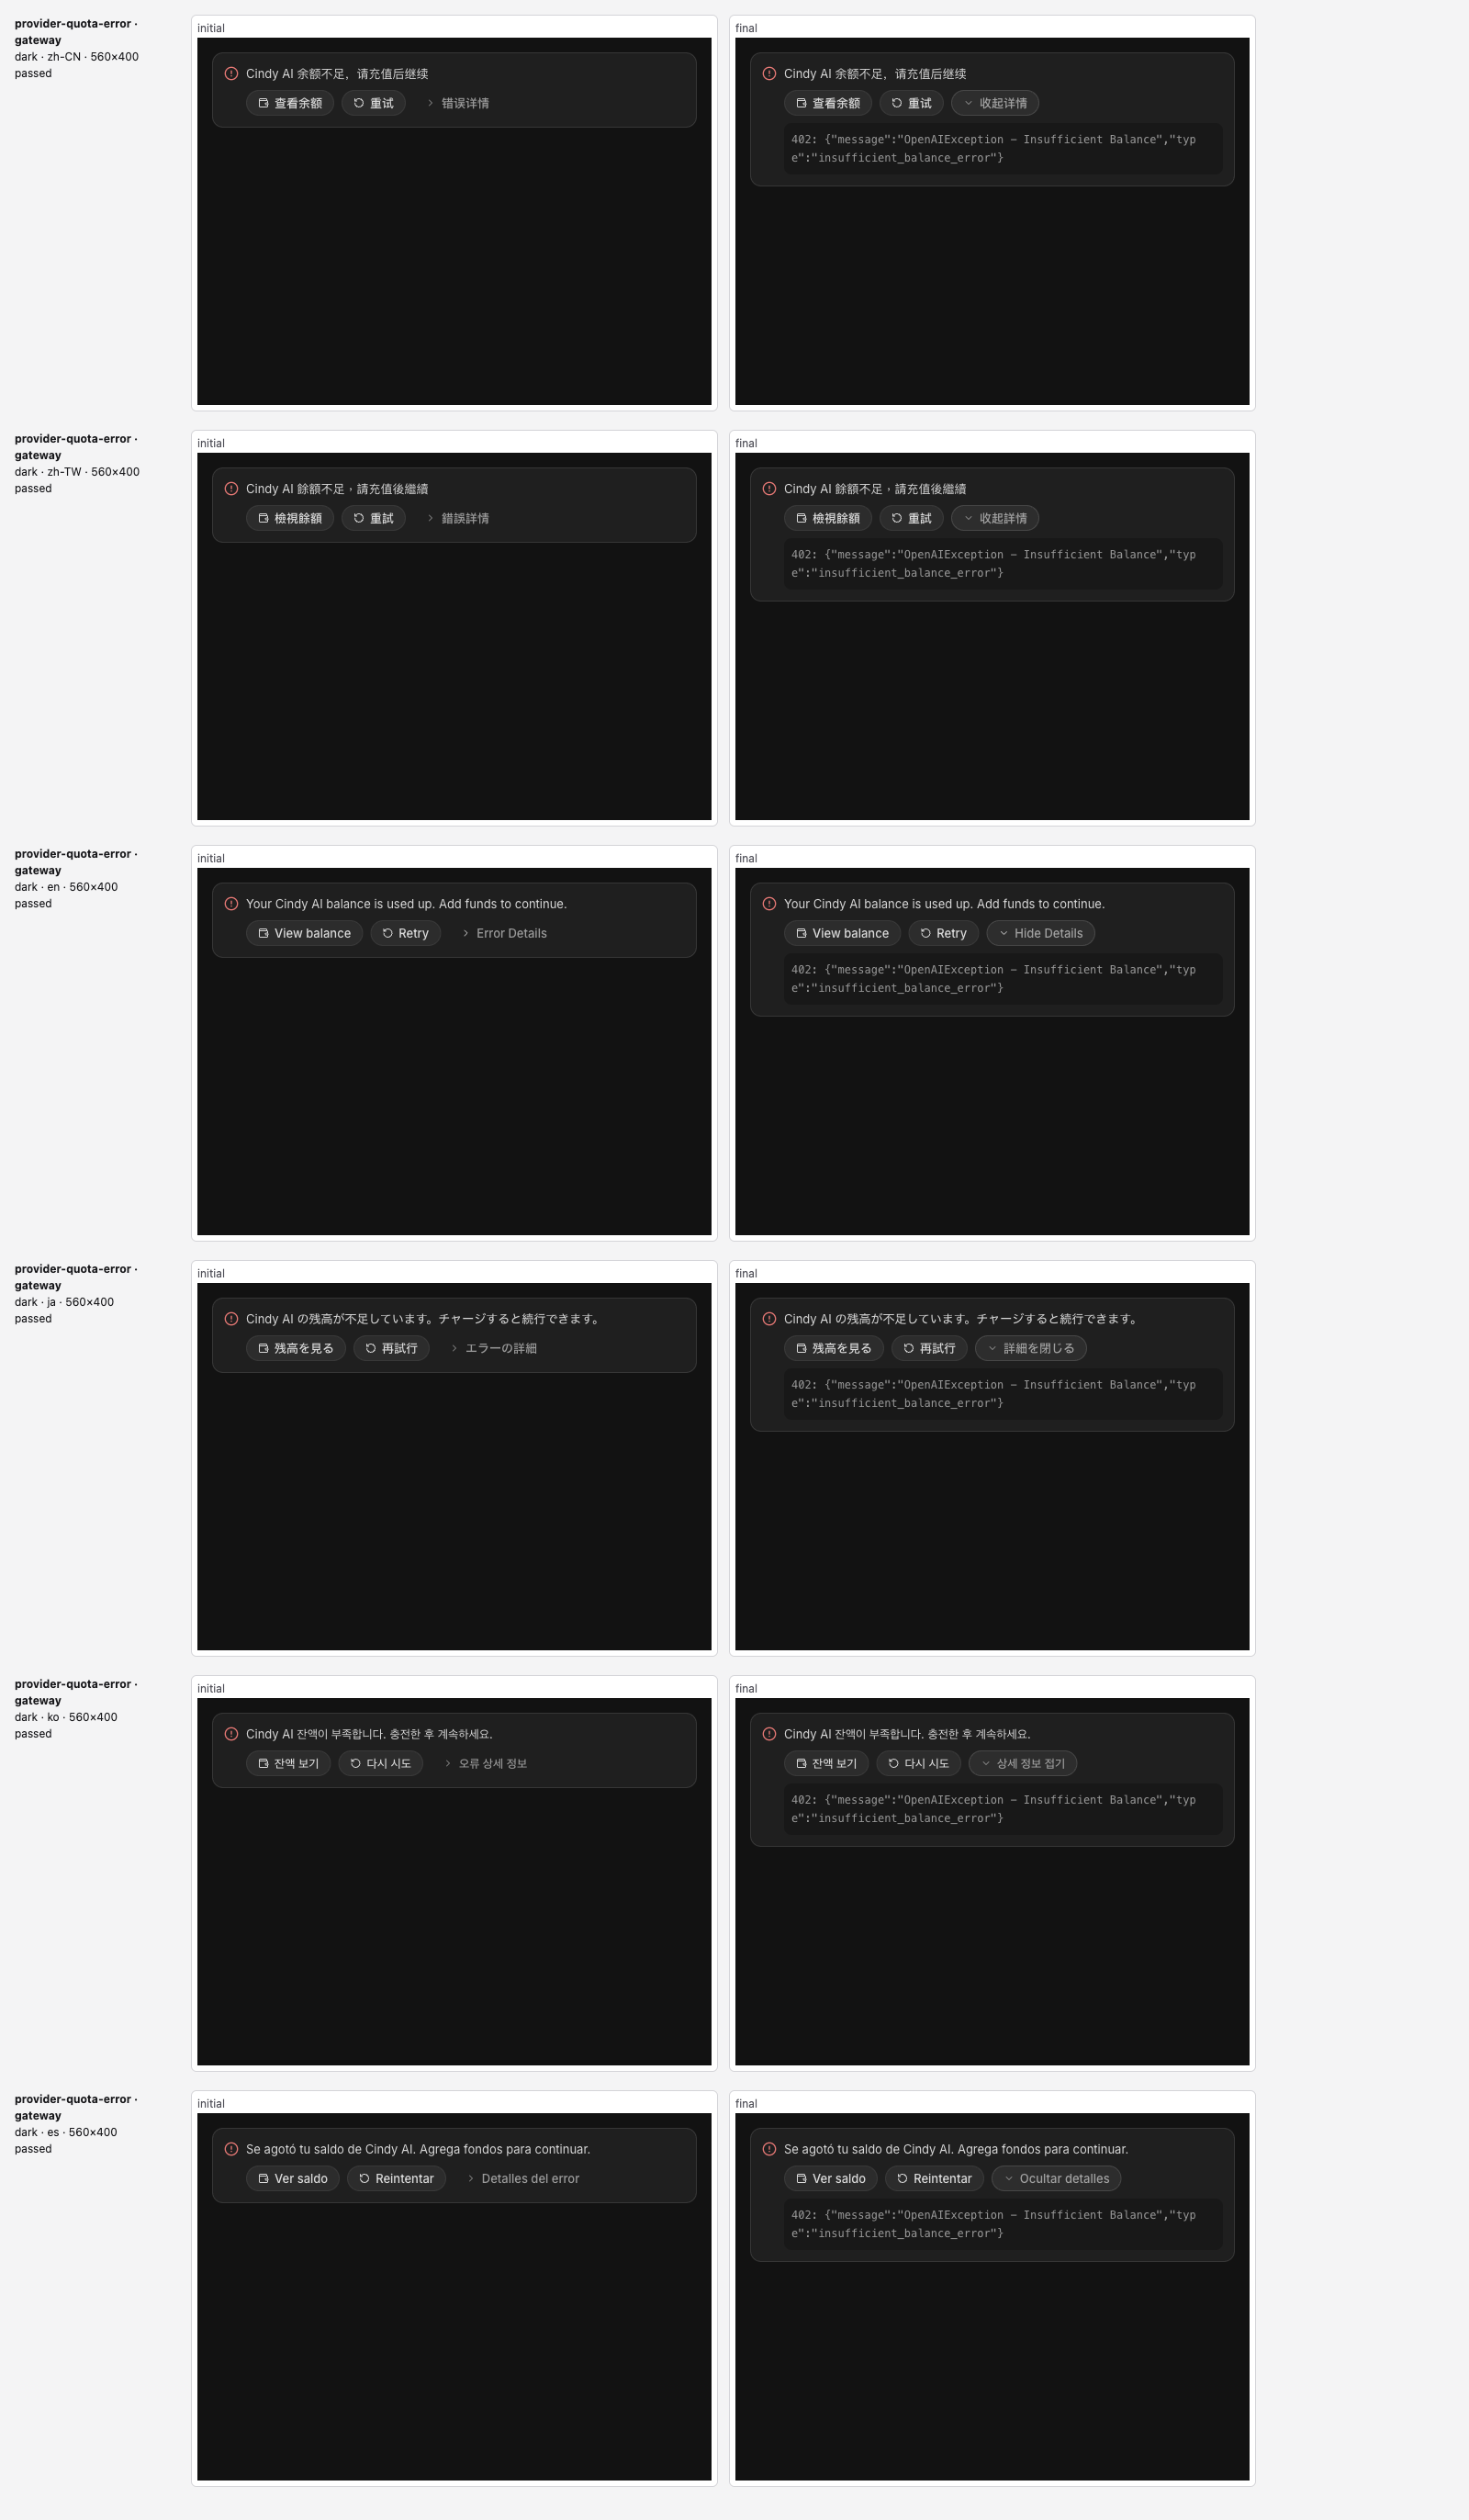 provider-quota-error ·
gateway
dark · zh-CN · 560×400
passed
initial
Cindy AI 余额不足，请充值后继续
查看余额 重试 错误详情
final
Cindy AI 余额不足，请充值后继续
查看余额 重试 收起详情
402: {"message":"OpenAIException – Insufficient Balance","typ
e":"insufficient_balance_error"}
provider-quota-error ·
gateway
dark · zh-TW · 560×400
passed
initial
Cindy AI 餘額不足，請充值後繼續
檢視餘額 重試 錯誤詳情
final
Cindy AI 餘額不足，請充值後繼續
檢視餘額 重試 收起詳情
402: {"message":"OpenAIException – Insufficient Balance","typ
e":"insufficient_balance_error"}
provider-quota-error ·
gateway
dark · en · 560×400
passed
initial
Your Cindy AI balance is used up. Add funds to continue.
View balance Retry Error Details
final
Your Cindy AI balance is used up. Add funds to continue.
View balance Retry Hide Details
402: {"message":"OpenAIException – Insufficient Balance","typ
e":"insufficient_balance_error"}
provider-quota-error ·
gateway
dark · ja · 560×400
passed
initial
Cindy AI の残高が不足しています。チャージすると続行できます。
残高を見る 再試行 エラーの詳細
final
Cindy AI の残高が不足しています。チャージすると続行できます。
残高を見る 再試行 詳細を閉じる
402: {"message":"OpenAIException – Insufficient Balance","typ
e":"insufficient_balance_error"}
provider-quota-error ·
gateway
dark · ko · 560×400
passed
initial
Cindy AI 잔액이 부족합니다. 충전한 후 계속하세요.
잔액 보기 다시 시도 오류 상세 정보
final
Cindy AI 잔액이 부족합니다. 충전한 후 계속하세요.
잔액 보기 다시 시도 상세 정보 접기
402: {"message":"OpenAIException – Insufficient Balance","typ
e":"insufficient_balance_error"}
provider-quota-error ·
gateway
dark · es · 560×400
passed
initial
Se agotó tu saldo de Cindy AI. Agrega fondos para continuar.
Ver saldo Reintentar Detalles del error
final
Se agotó tu saldo de Cindy AI. Agrega fondos para continuar.
Ver saldo Reintentar Ocultar detalles
402: {"message":"OpenAIException – Insufficient Balance","typ
e":"insufficient_balance_error"}